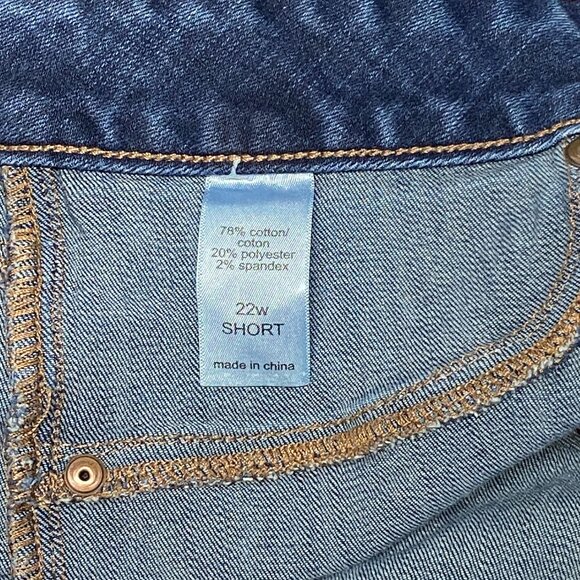 78% cotton/
coton
20% polyester
2% spandex
22w
SHORT
made in china